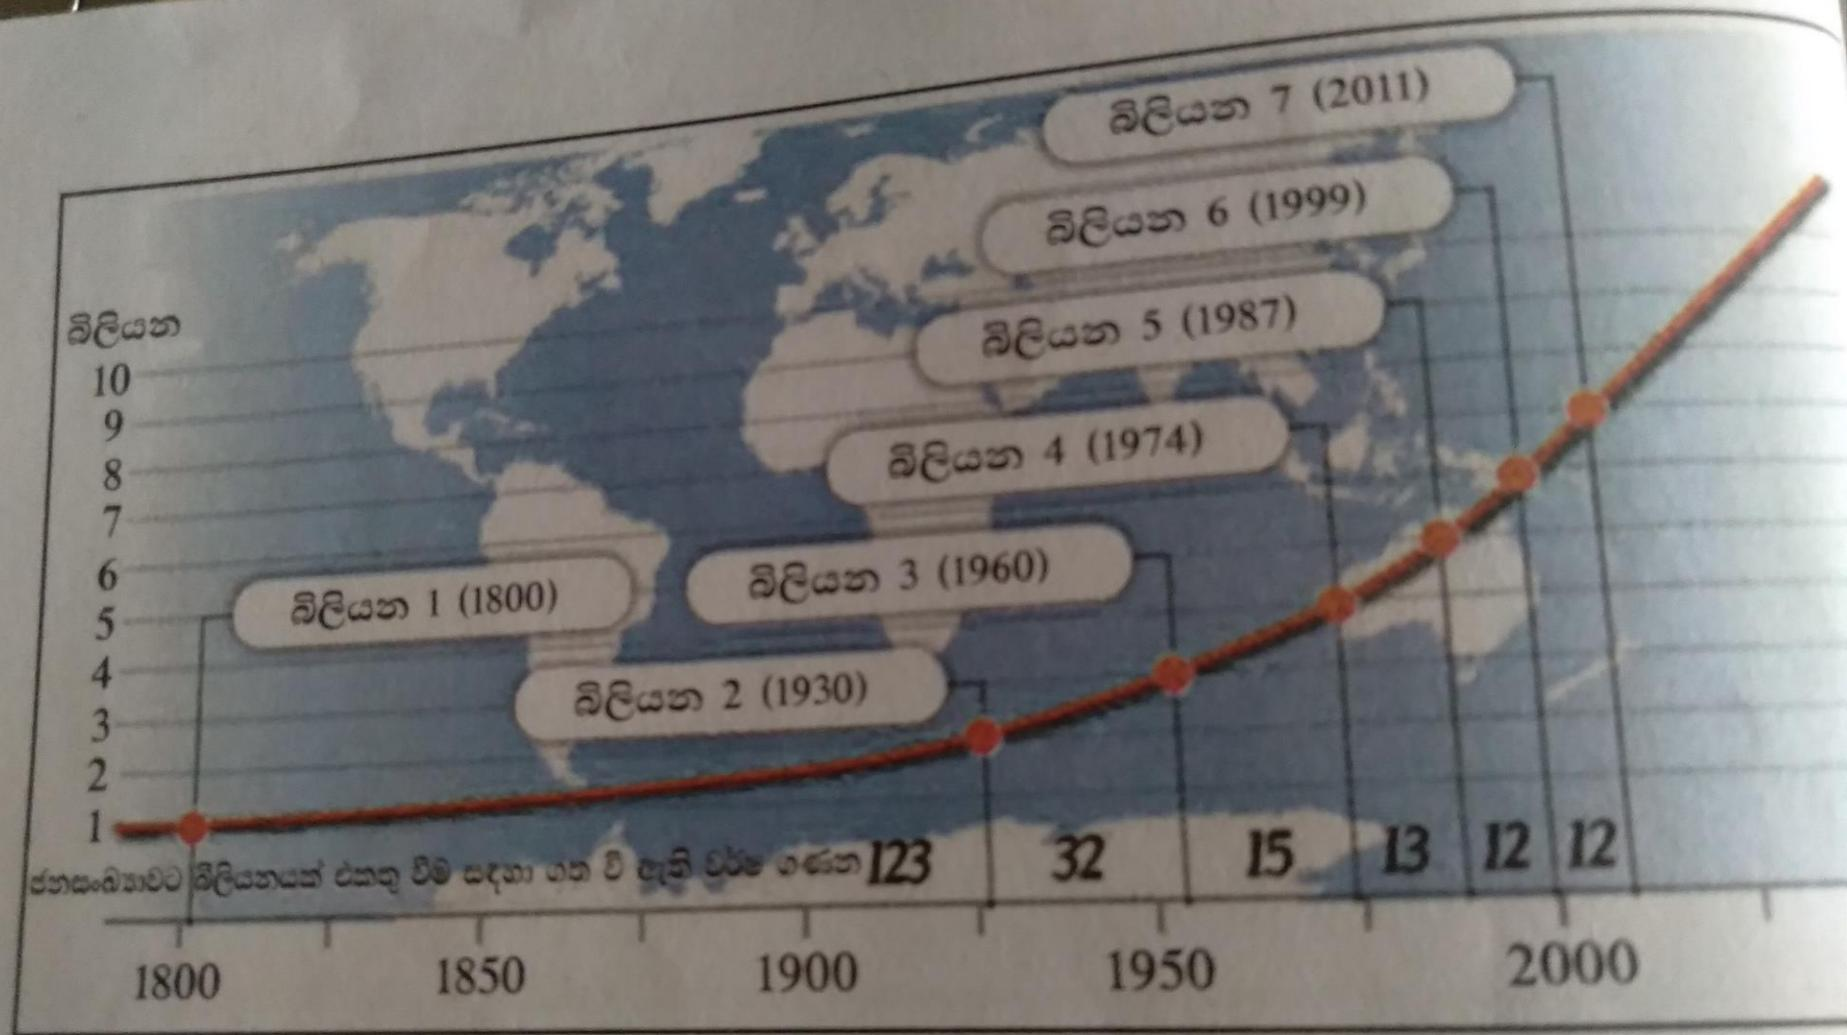 බිලියන 7 (2011)
බිලියන 6 (1999)
බිලියන 5 (1987)
බිලියන 4 (1974)
බිලියන 3 (1960)
බිලියන 2 (1930)
බිලියන 1 (1800)
බිලියන
10
9
8
7
6
5
4
3
2
1
ජනසංඛ්‍යාවට බිලියනයක් එකතු වීම සඳහා ගත වී ඇති වර්ෂ ගණන 123 32 15 13 12 12
1800 1850 1900 1950 2000